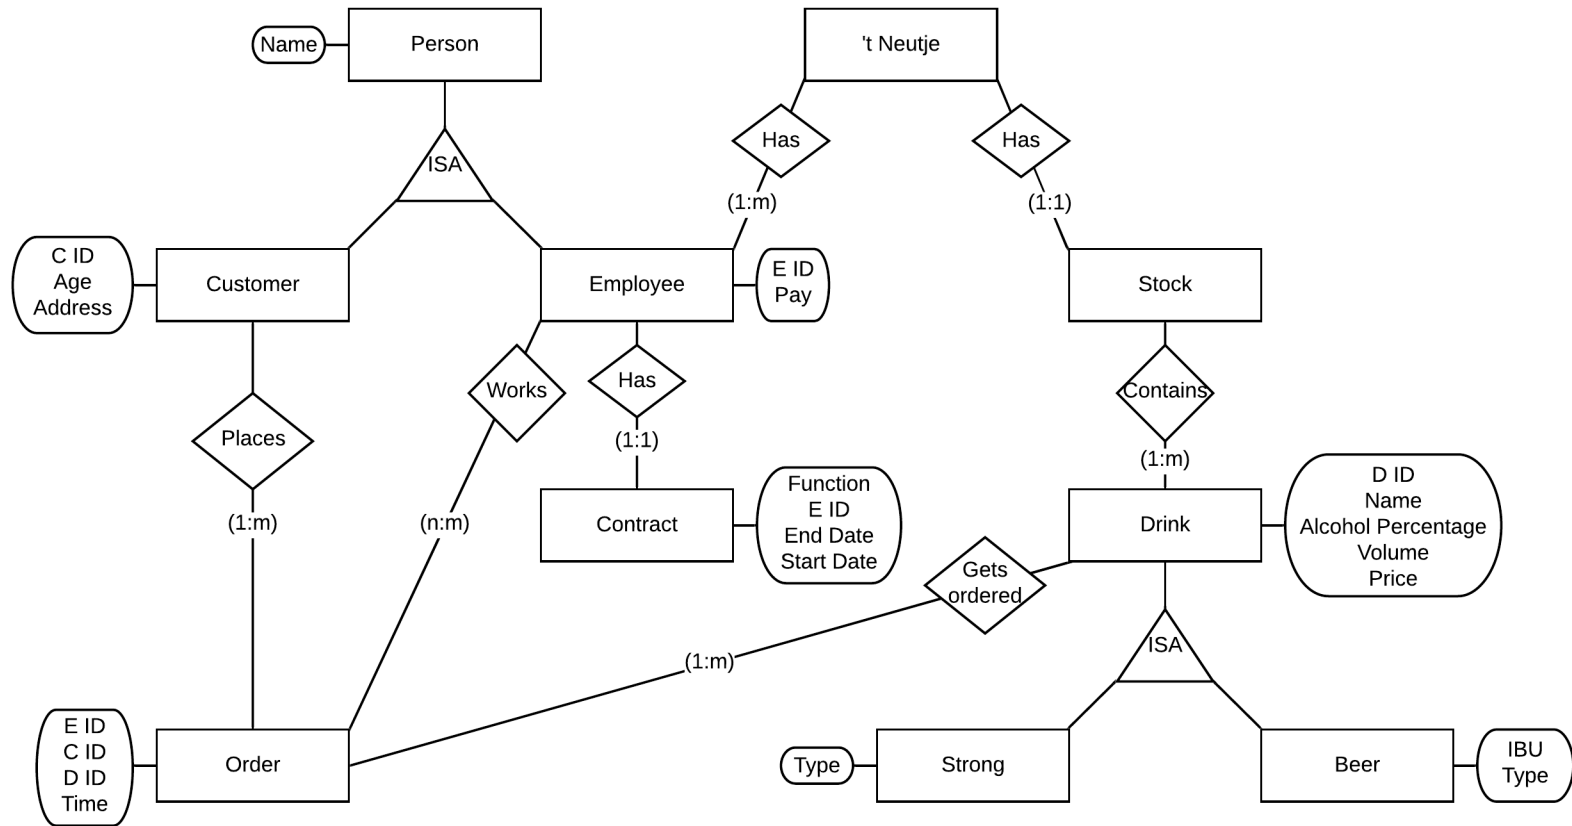 Name
Person
't Neutje
Has
Has
ISA
(1:m)
(1:1)
C ID
Age
Address
Customer
Employee
E ID
Pay
Stock
Works
Has
Contains
Places
(1:1)
(1:m)
(1:m)
(n:m)
Contract
Function
E ID
End Date
Start Date
Drink
D ID
Name
Alcohol Percentage
Volume
Price
Gets
ordered
ISA
(1:m)
E ID
C ID
D ID
Time
Order
Type
Strong
Beer
IBU
Type